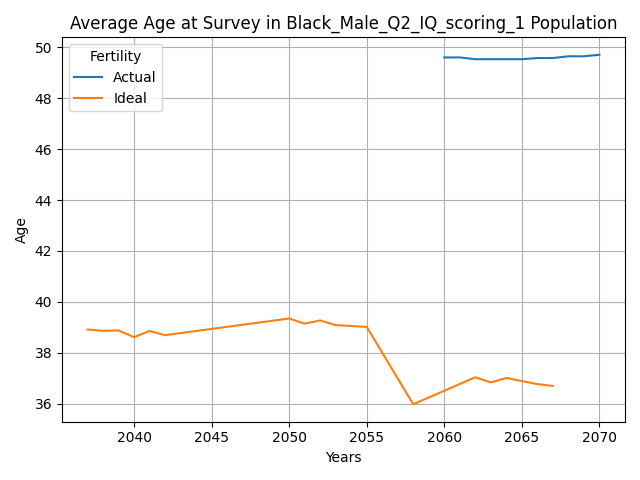 Average Age at Survey in Black_Male_Q2_IQ_scoring_1 Population
Fertility
Actual
Ideal
Age
50
48
46
44
42
40
38
36
2040 2045 2050 2055 2060 2065 2070
Years